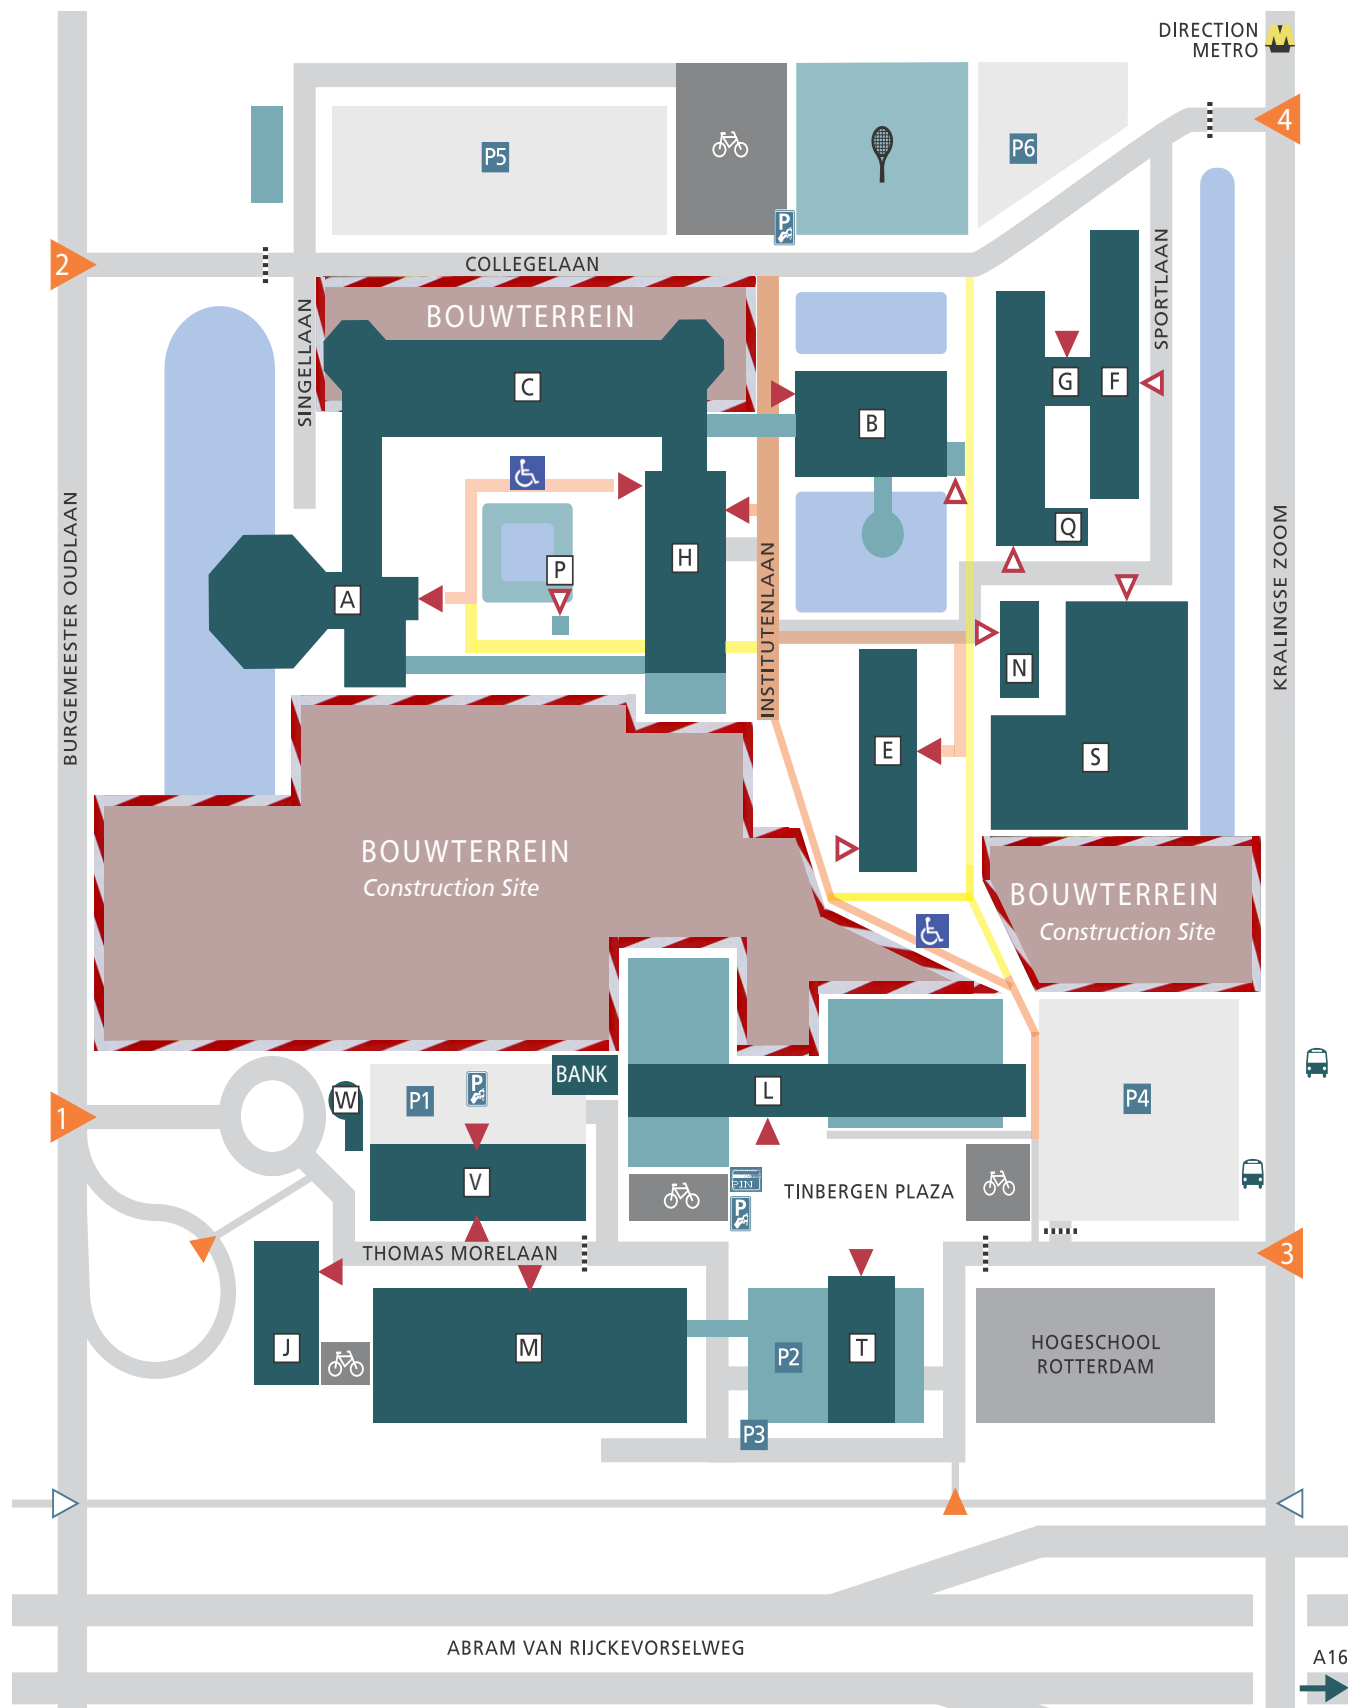 DIRECTION
METRO
4
P5
P6
P
2
COLLEGELAAN
BOUWTERREIN
SINGELLAAN
SPORTLAAN
C
G
F
B
BURGEMEESTER OUDLAAN
KRALINGSE ZOOM
Q
H
P
A
INSTITUTENLAAN
N
E
S
BOUWTERREIN
Construction Site
BOUWTERREIN
Construction Site
BANK
L
P1
P
W
P4
1
V
PIN
P
TINBERGEN PLAZA
THOMAS MORELAAN
3
J
M
P2
T
HOGESCHOOL
ROTTERDAM
P3
ABRAM VAN RIJCKEVORSELWEG
A16